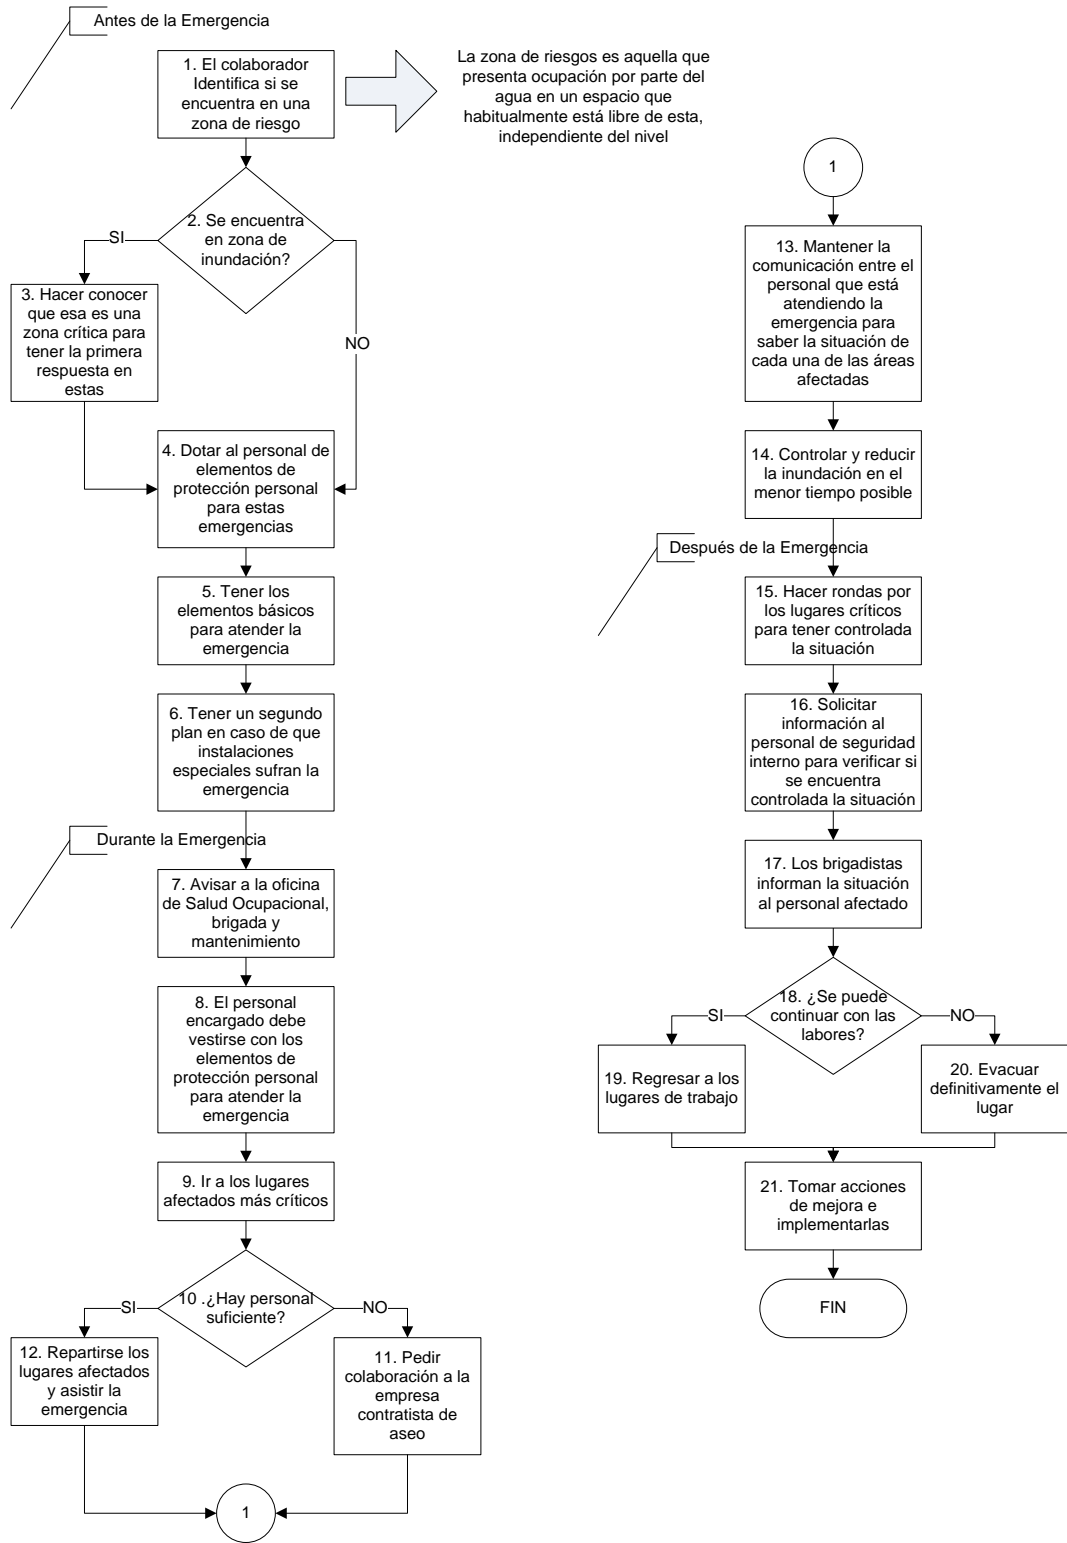 Antes de la Emergencia
1. El colaborador
Identifica si se
encuentra en una
zona de riesgo
La zona de riesgos es aquella que
presenta ocupación por parte del
agua en un espacio que
habitualmente está libre de esta,
independiente del nivel
2. Se encuentra
en zona de
inundación?
SI
NO
3. Hacer conocer
que esa es una
zona crítica para
tener la primera
respuesta en
estas
4. Dotar al personal de
elementos de
protección personal
para estas
emergencias
5. Tener los
elementos básicos
para atender la
emergencia
6. Tener un segundo
plan en caso de que
instalaciones
especiales sufran la
emergencia
Durante la Emergencia
7. Avisar a la oficina
de Salud Ocupacional,
brigada y
mantenimiento
8. El personal
encargado debe
vestirse con los
elementos de
protección personal
para atender la
emergencia
9. Ir a los lugares
afectados más críticos
10 .¿Hay personal
suficiente?
SI
NO
12. Repartirse los
lugares afectados
y asistir la
emergencia
11. Pedir
colaboración a la
empresa
contratista de
aseo
1
1
13. Mantener la
comunicación entre el
personal que está
atendiendo la
emergencia para
saber la situación de
cada una de las áreas
afectadas
14. Controlar y reducir
la inundación en el
menor tiempo posible
Después de la Emergencia
15. Hacer rondas por
los lugares críticos
para tener controlada
la situación
16. Solicitar
información al
personal de seguridad
interno para verificar si
se encuentra
controlada la situación
17. Los brigadistas
informan la situación
al personal afectado
18. ¿Se puede
continuar con las
labores?
SI
NO
19. Regresar a los
lugares de trabajo
20. Evacuar
definitivamente el
lugar
21. Tomar acciones
de mejora e
implementarlas
FIN